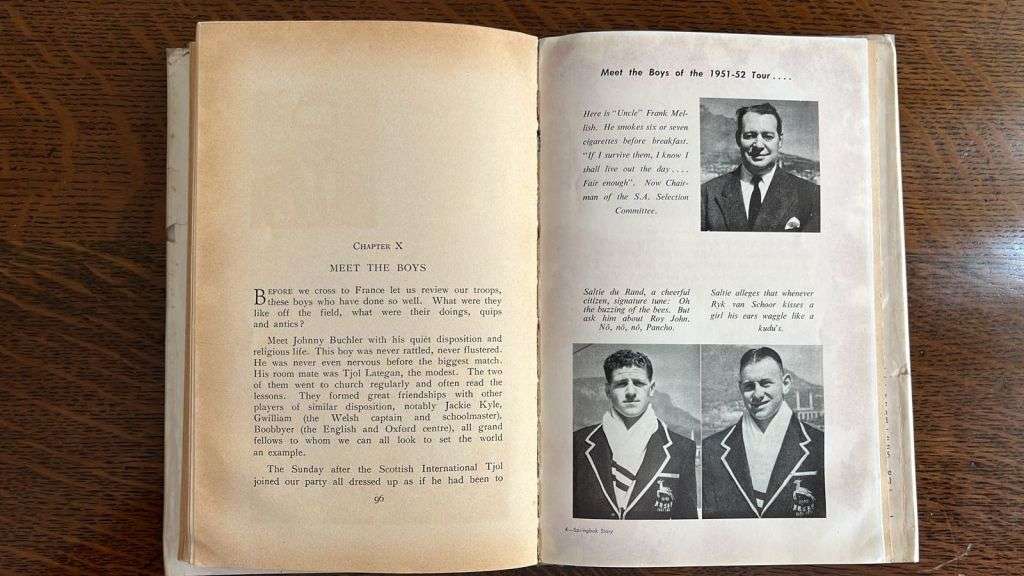 Chapter X
MEET THE BOYS
Before we cross to France let us review our troops,
these boys who have done so well. What were they
like off the field, what were their doings, quips
and antics?
Meet Johnny Buchler with his quiet disposition and
religious life. This boy was never rattled, never flustered.
He was never even nervous before the biggest match.
His room mate was Tjol Lategan, the modest. The two
of them went to church regularly and often read the
lessons. They formed great friendships with other
players of similar disposition, notably Jackie Kyle,
Gwilliam (the Welsh captain and schoolmaster),
Boobbyer (the English and Oxford centre), all grand
fellows to whom we can all look to set the world
an example.
The Sunday after the Scottish International Tjol
joined our party all dressed up as if he had been to
96
Meet the Boys of the 1951-52 Tour....
Here is "Uncle" Frank Mel-
lish. He smokes six or seven
cigarettes before breakfast.
"If I survive them, I know I
shall live out the day....
Fair enough". Now Chair-
man of the S.A. Selection
Committee.
Saltie du Rand, a cheerful
citizen, signature tune: Oh
the buzzing of the bees. But
ask him about Roy John.
Nō, nō, nō, Pancho.
Saltie alleges that whenever
Ryk van Schoor kisses a
girl his ears waggle like a
kudu's.
4—Springbok Story